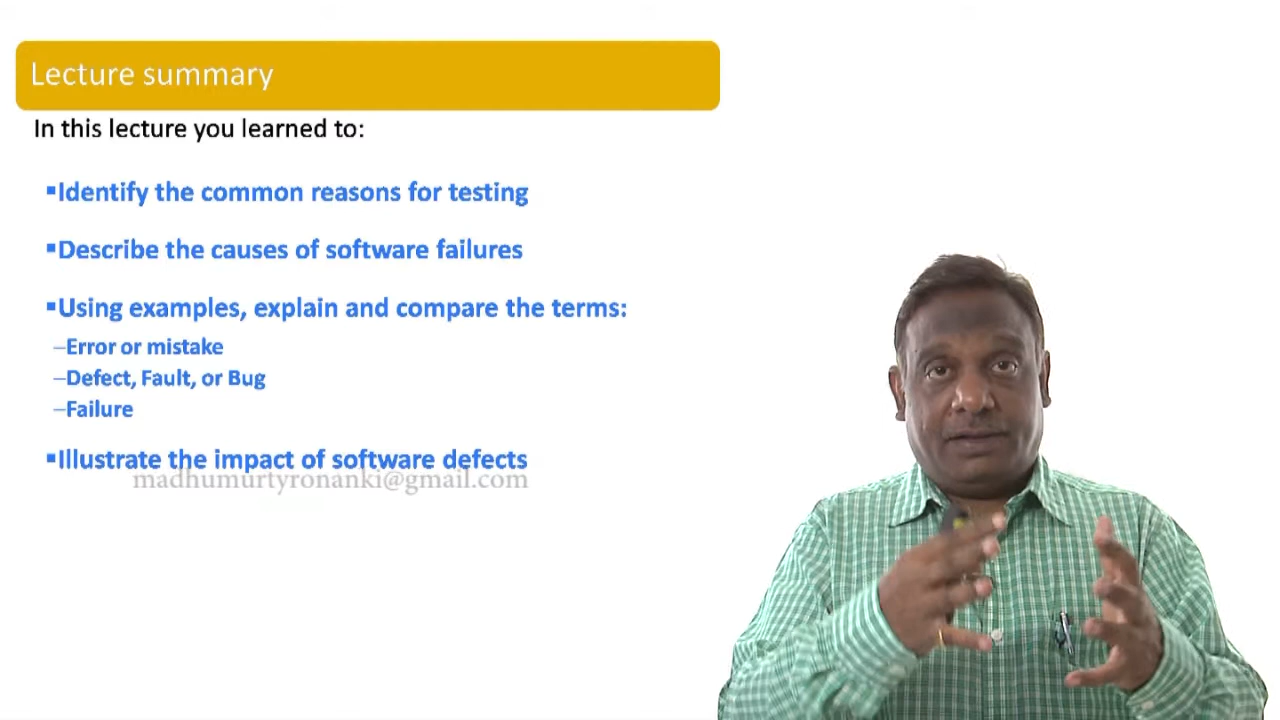 Lecture summary
In this lecture you learned to:
▪Identify the common reasons for testing
▪Describe the causes of software failures
▪Using examples, explain and compare the terms:
–Error or mistake
–Defect, Fault, or Bug
–Failure
▪Illustrate the impact of software defects
madhumurtyronanki@gmail.com